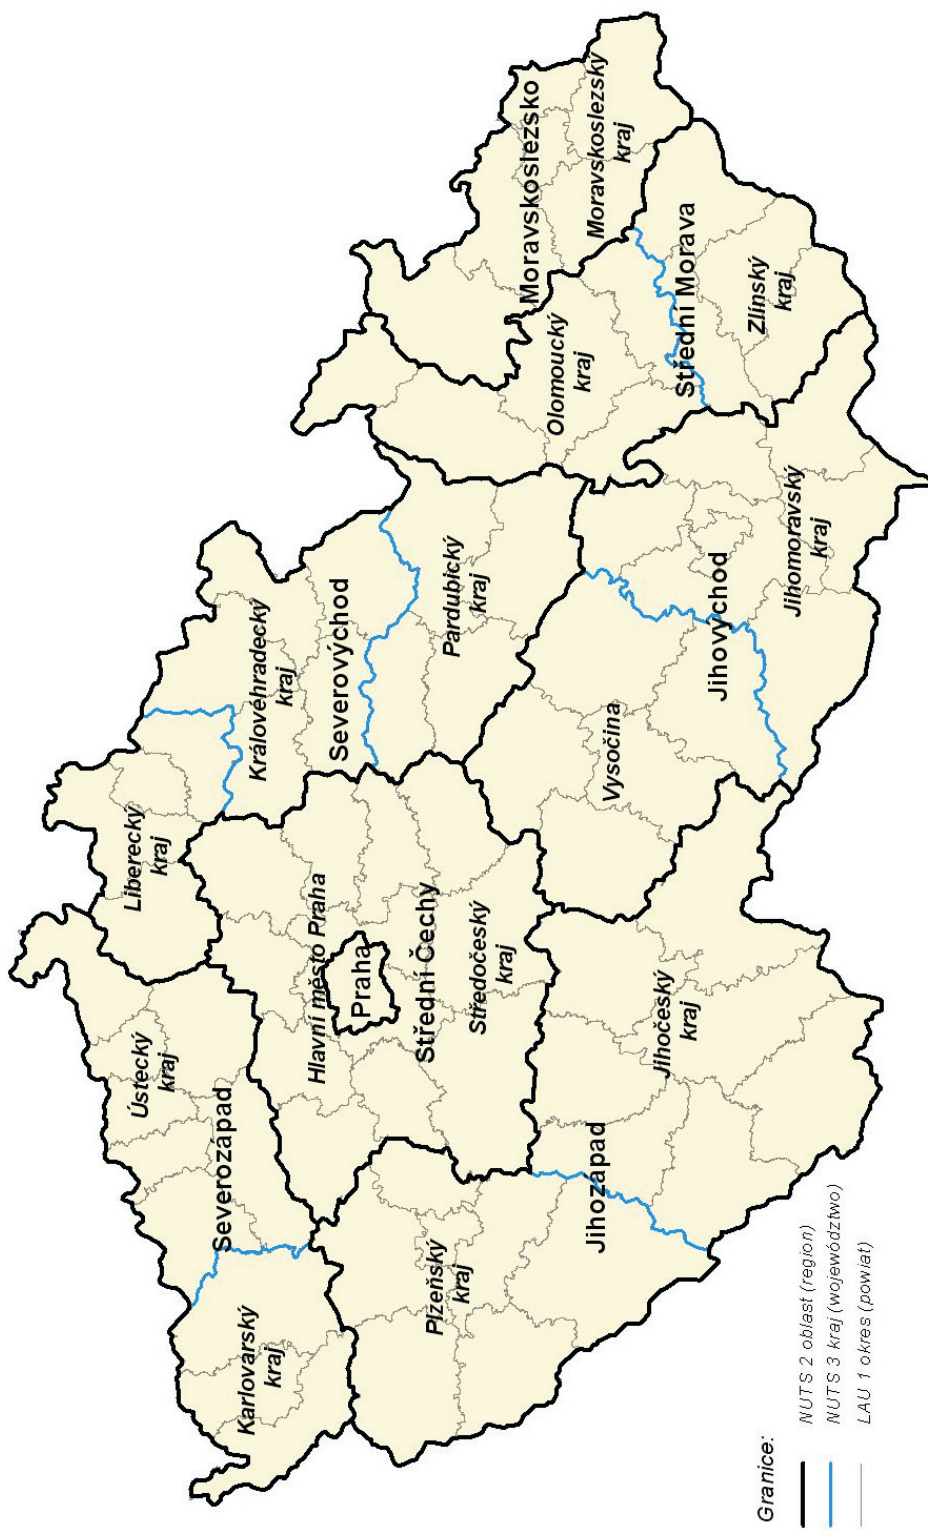 Ústecký
kraj
Liberecký
kraj
Severozápad
Karlovarský
kraj
Královéhradecký
kraj
Hlavní město Praha
Severovýchod
Praha
Střední Čechy
Středočeský
kraj
Pardubický
kraj
Plzeňský
kraj
Moravskoslezsko
Moravskoslezský
kraj
Olomoucký
kraj
Vysočina
Jihozápad
Jihočeský
kraj
Střední Morava
Jihovýchod
Zlínský
kraj
Jihomoravský
kraj
Granice:
NUTS 2 oblast (region)
NUTS 3 kraj (województwo)
LAU 1 okres (powiat)